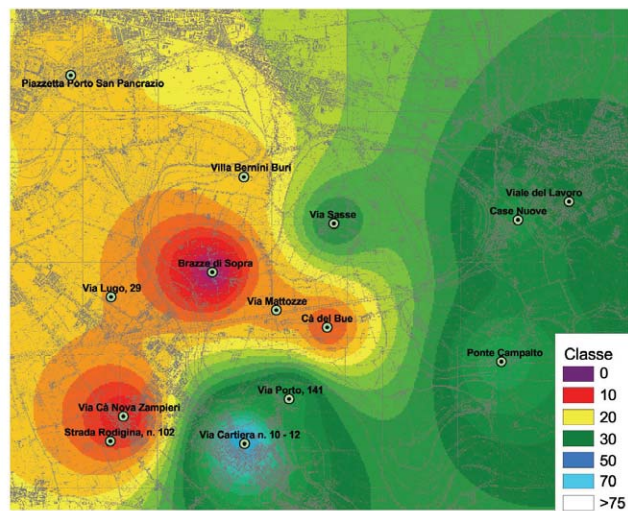 Piazzetta Porto San Pancrazio
Villa Bernini Buri
Viale del Lavoro
Via Sasse
Case Nuove
Brazze di Sopra
Via Lugo, 29
Via Mattozze
Cà del Bue
Ponte Campalto
Via Porto, 141
Via Cà Nova Zampieri
Strada Rodigina, n. 102
Via Cartiera n. 10 - 12
Classe
0
10
20
30
50
70
>75